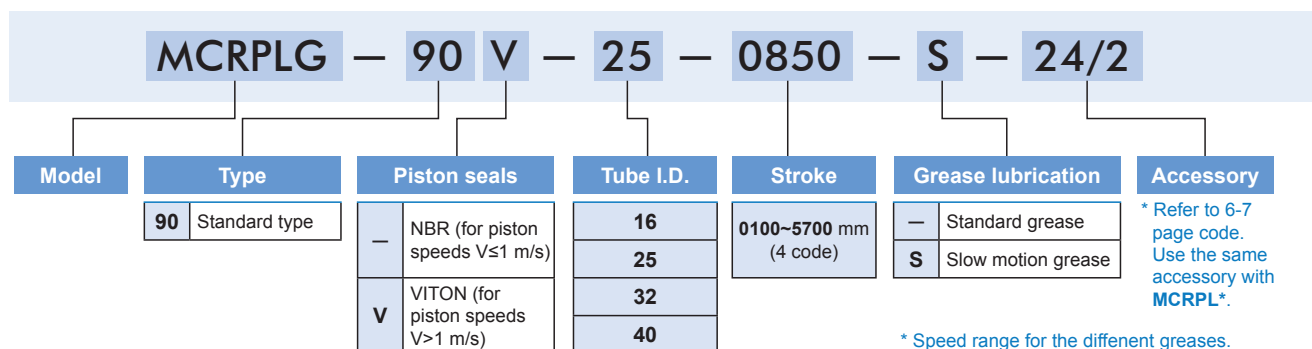 MCRPLG — 90 V — 25 — 0850 — S — 24/2
Model
Type
90 Standard type
Piston seals
— NBR (for piston
speeds V≤1 m/s)
V VITON (for
piston speeds
V>1 m/s)
Tube I.D.
16
25
32
40
Stroke
0100~5700 mm
(4 code)
Grease lubrication
— Standard grease
S Slow motion grease
Accessory
* Refer to 6-7
page code.
Use the same
accessory with
MCRPL*.
* Speed range for the diffenent greases.